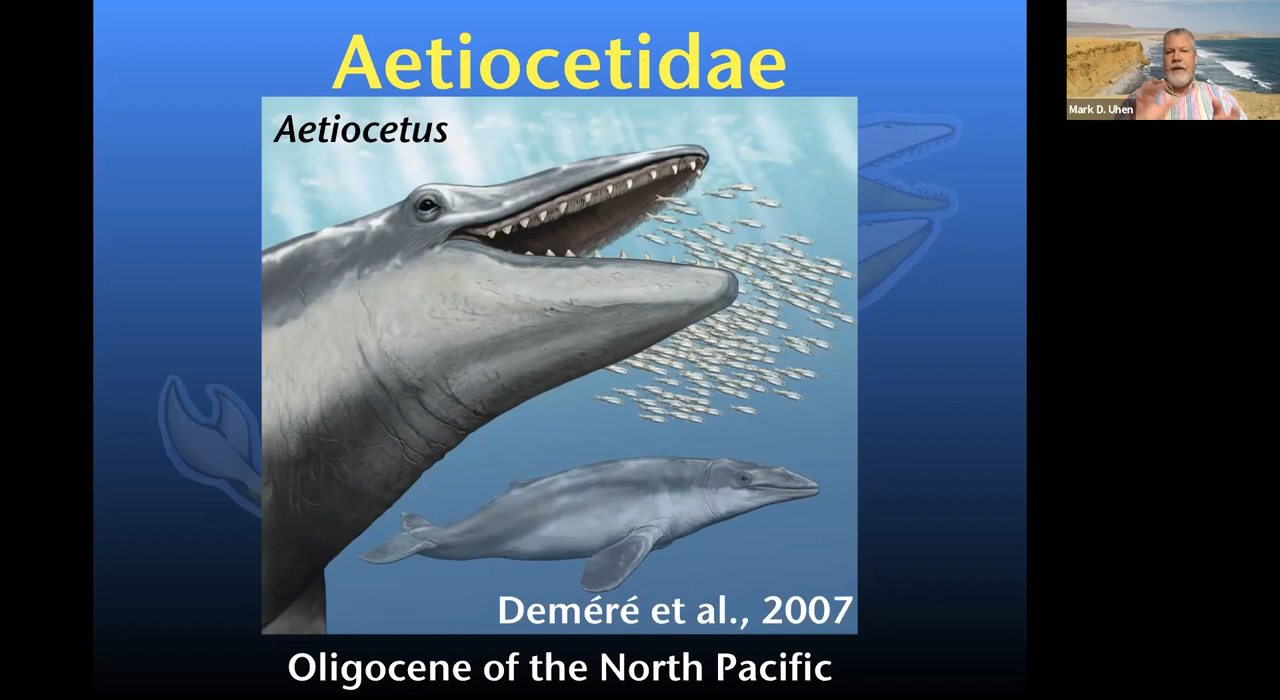 Aetiocetidae
Aetiocetus
Deméré et al., 2007
Oligocene of the North Pacific
Mark D. Uhen